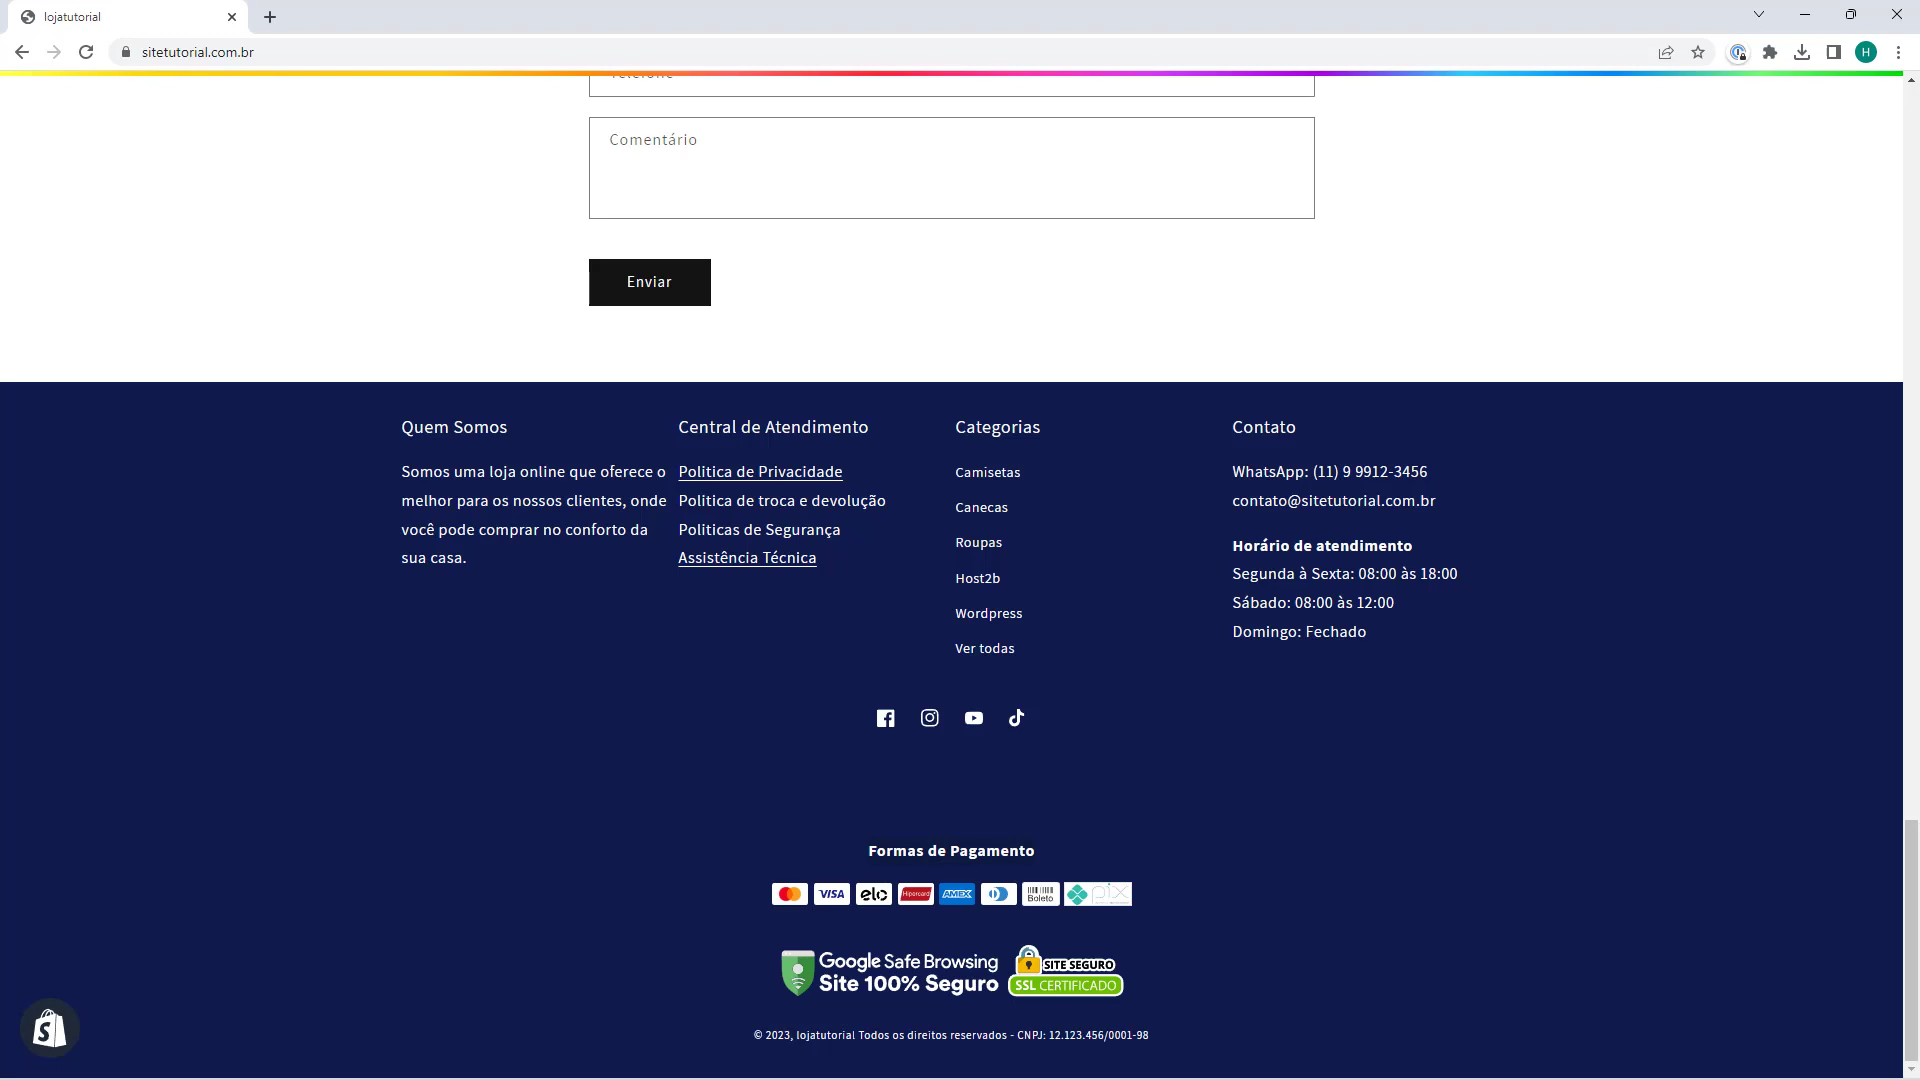 lojatutorial
sitetutorial.com.br
H
Telefone
Comentário
Enviar
Quem Somos
Somos uma loja online que oferece o
melhor para os nossos clientes, onde
você pode comprar no conforto da
sua casa.
Central de Atendimento
Politica de Privacidade
Politica de troca e devolução
Politicas de Segurança
Assistência Técnica
Categorias
Camisetas
Canecas
Roupas
Host2b
Wordpress
Ver todas
Contato
WhatsApp: (11) 9 9912-3456
contato@sitetutorial.com.br
Horário de atendimento
Segunda à Sexta: 08:00 às 18:00
Sábado: 08:00 às 12:00
Domingo: Fechado
Formas de Pagamento
VISA elo Hipercard AMEX Boleto pix
Google Safe Browsing
Site 100% Seguro
SITE SEGURO
SSL CERTIFICADO
© 2023, lojatutorial Todos os direitos reservados - CNPJ: 12.123.456/0001-98